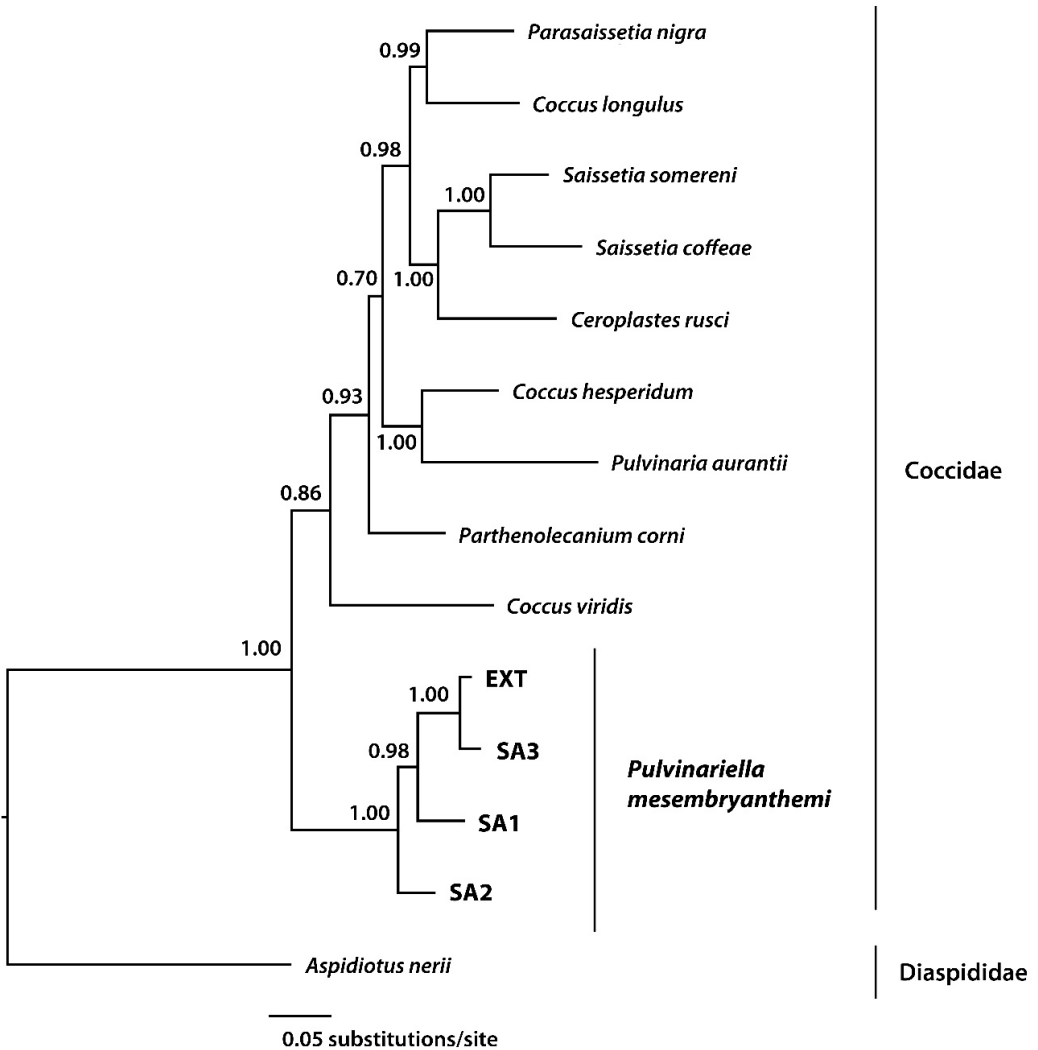 Parasaissetia nigra
0.99
Coccus longulus
0.98
Saissetia somereni
1.00
Saissetia coffeae
0.70
1.00
Ceroplastes rusci
Coccus hesperidum
0.93
1.00
Pulvinaria aurantii
Coccidae
0.86
Parthenolecanium corni
Coccus viridis
1.00
EXT
1.00
SA3
0.98
Pulvinariella
mesembryanthemi
1.00
SA1
SA2
Aspidiotus nerii
Diaspididae
0.05 substitutions/site